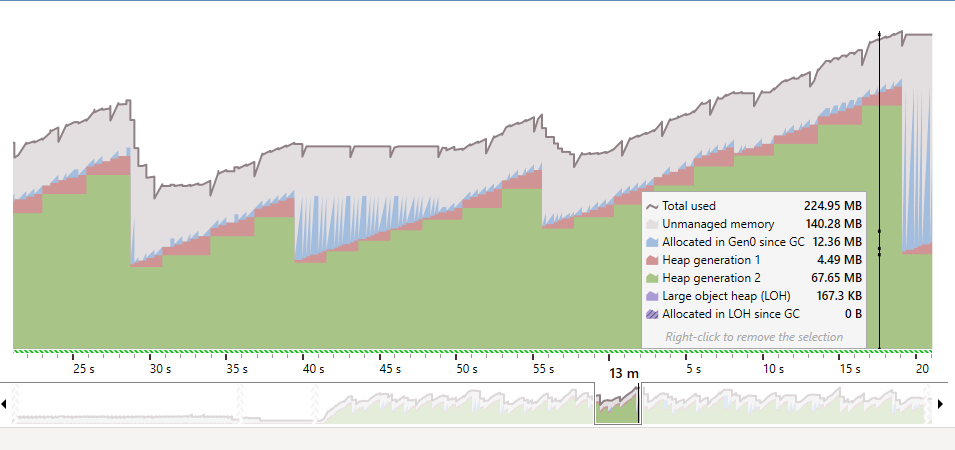 Total used 224.95 MB
Unmanaged memory 140.28 MB
Allocated in Gen0 since GC 12.36 MB
Heap generation 1 4.49 MB
Heap generation 2 67.65 MB
Large object heap (LOH) 167.3 KB
Allocated in LOH since GC 0 B
Right-click to remove the selection
25 s 30 s 35 s 40 s 45 s 50 s 55 s 13 m 5 s 10 s 15 s 20